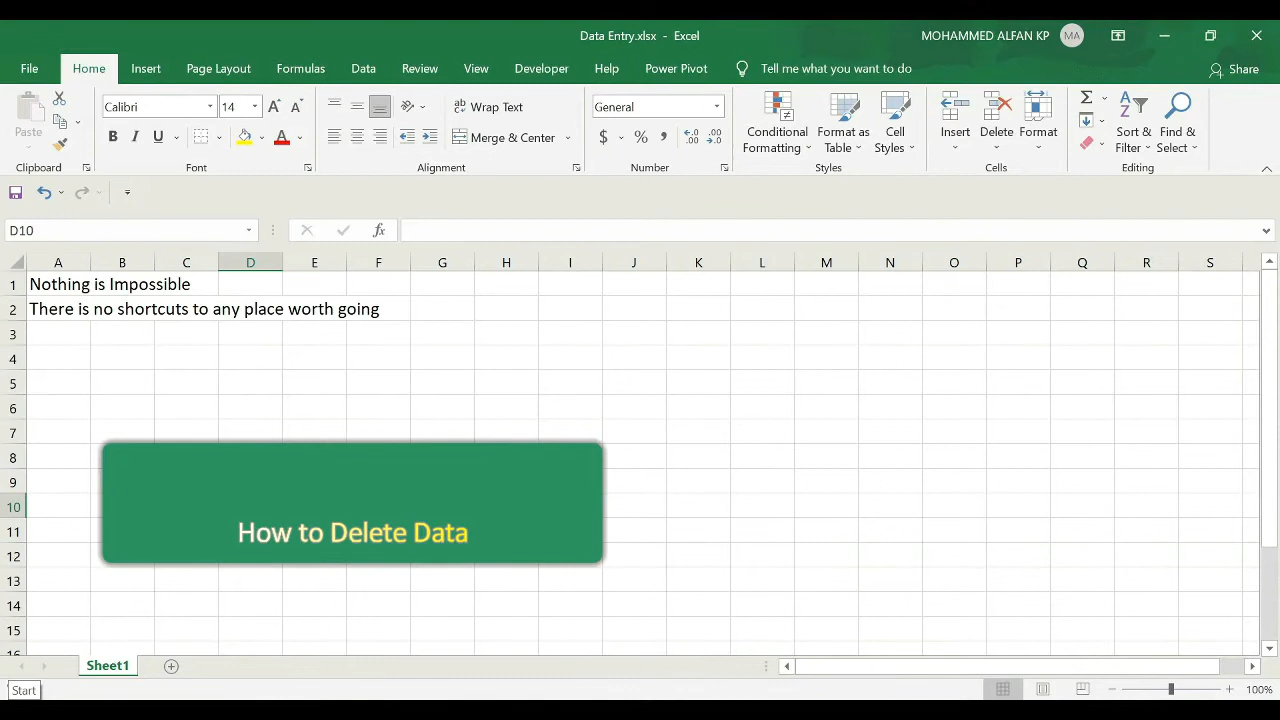 Data Entry.xlsx - Excel
MOHAMMED ALFAN KP
MA
File Home Insert Page Layout Formulas Data Review View Developer Help Power Pivot Tell me what you want to do Share
Paste
Calibri 14
B I U A
Wrap Text
Merge & Center
General
$ % ,
Conditional Formatting
Format as Table
Cell Styles
Insert Delete Format
Sort & Filter
Find & Select
Clipboard Font Alignment Number Styles Cells Editing
D10 fx
A B C D E F G H I J K L M N O P Q R S
1 Nothing is Impossible
2 There is no shortcuts to any place worth going
3
4
5
6
7
8
9
10
11
12
13
14
15
16
How to Delete Data
Sheet1
Start
100%